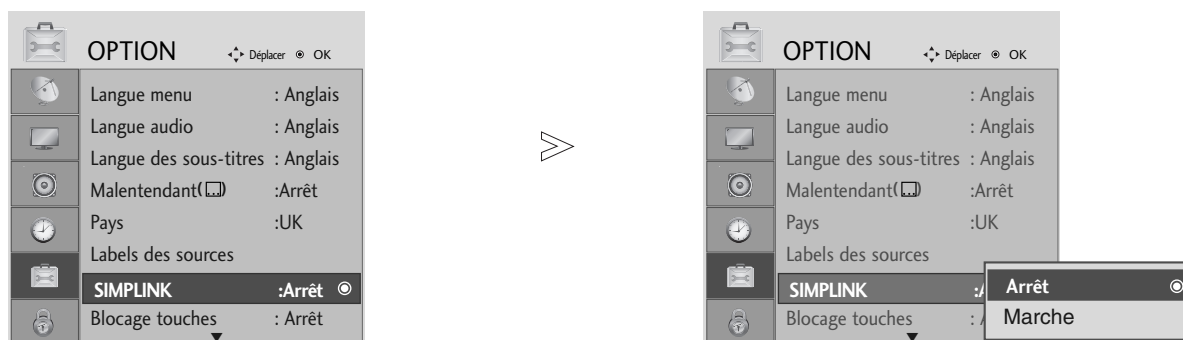 OPTION Déplacer OK
Langue menu : Anglais
Langue audio : Anglais
Langue des sous-titres : Anglais
Malentendant( ) :Arrêt
Pays :UK
Labels des sources
SIMPLINK :Arrêt
Blocage touches : Arrêt
OPTION Déplacer OK
Langue menu : Anglais
Langue audio : Anglais
Langue des sous-titres : Anglais
Malentendant( ) :Arrêt
Pays :UK
Labels des sources
SIMPLINK :A
Blocage touches : A
Arrêt
Marche